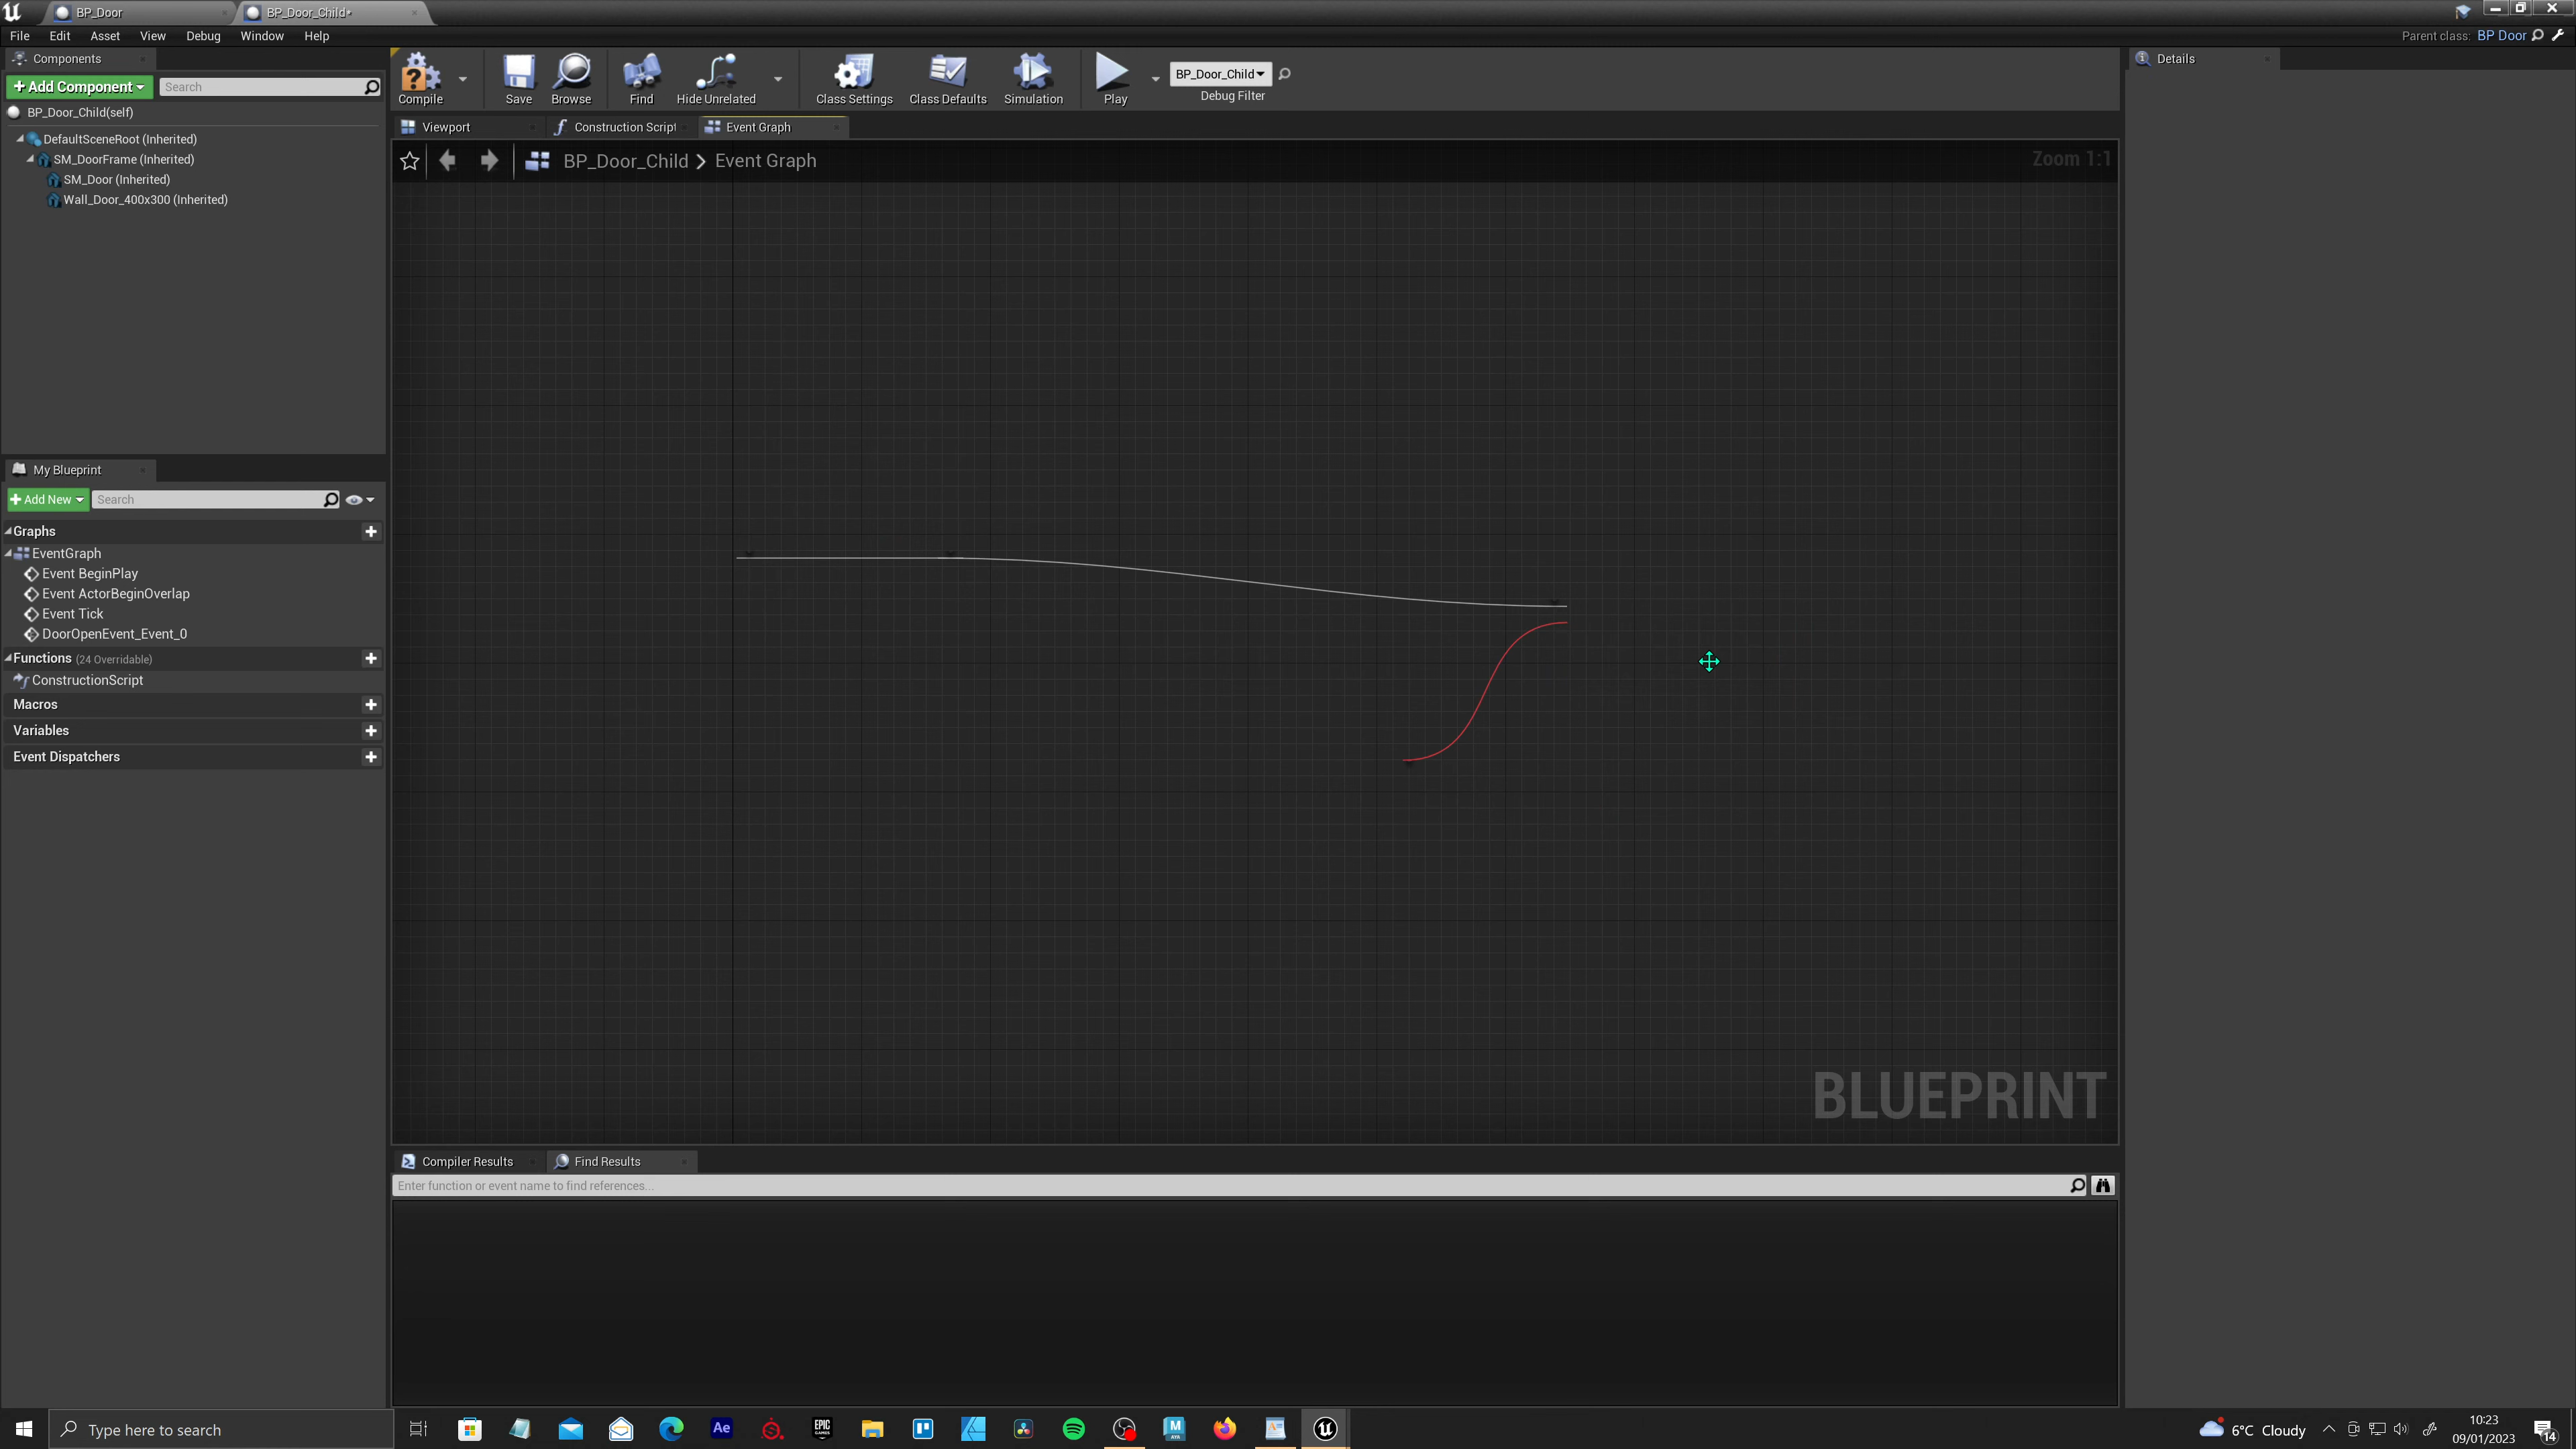 BP_Door
BP_Door_Child*
File Edit Asset View Debug Window Help
Parent class: BP Door
Components
Details
+ Add Component
Search
Compile
Save
Browse
Find
Hide Unrelated
Class Settings
Class Defaults
Simulation
Play
BP_Door_Child
Debug Filter
BP_Door_Child(self)
DefaultSceneRoot (Inherited)
SM_DoorFrame (Inherited)
SM_Door (Inherited)
Wall_Door_400x300 (Inherited)
Viewport
Construction Script
Event Graph
BP_Door_Child > Event Graph
Zoom 1:1
My Blueprint
+ Add New
Search
Graphs
EventGraph
Event BeginPlay
Event ActorBeginOverlap
Event Tick
DoorOpenEvent_Event_0
Functions (24 Overridable)
ConstructionScript
Macros
Variables
Event Dispatchers
BLUEPRINT
Compiler Results
Find Results
Enter function or event name to find references...
Type here to search
Ae
EPIC
GAMES
M
6°C Cloudy
10:23
09/01/2023
14